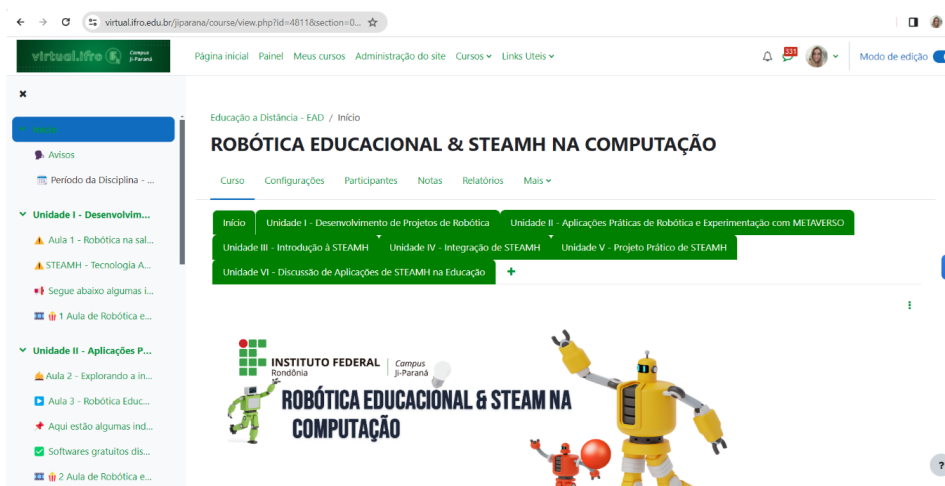 virtual.ifro.edu.br/jiparana/course/view.php?id=4811&section=0...
virtual.ifro Campus Ji-Paraná
Página inicial Painel Meus cursos Administração do site Cursos Links Uteis
331
Modo de edição
Início
Avisos
Período da Disciplina - ...
Unidade I - Desenvolvim...
Aula 1 - Robótica na sal...
STEAMH - Tecnologia A...
Segue abaixo algumas i...
1 Aula de Robótica e...
Unidade II - Aplicações P...
Aula 2 - Explorando a in...
Aula 3 - Robótica Educ...
Aqui estão algumas ind...
Softwares gratuitos dis...
2 Aula de Robótica e...
Educação a Distância - EAD / Início
ROBÓTICA EDUCACIONAL & STEAMH NA COMPUTAÇÃO
Curso Configurações Participantes Notas Relatórios Mais
Início Unidade I - Desenvolvimento de Projetos de Robótica Unidade II - Aplicações Práticas de Robótica e Experimentação com METAVERSO
Unidade III - Introdução à STEAMH Unidade IV - Integração de STEAMH Unidade V - Projeto Prático de STEAMH
Unidade VI - Discussão de Aplicações de STEAMH na Educação +
INSTITUTO FEDERAL Campus
Rondônia Ji-Paraná
ROBÓTICA EDUCACIONAL & STEAM NA
COMPUTAÇÃO
?